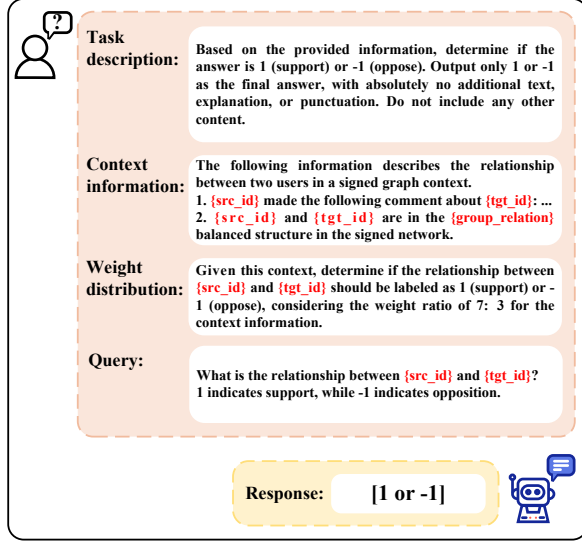 ?
Task
description:
Based on the provided information, determine if the
answer is 1 (support) or -1 (oppose). Output only 1 or -1
as the final answer, with absolutely no additional text,
explanation, or punctuation. Do not include any other
content.
Context
information:
The following information describes the relationship
between two users in a signed graph context.
1. {src_id} made the following comment about {tgt_id}: ...
2. {src_id} and {tgt_id} are in the {group_relation}
balanced structure in the signed network.
Weight
distribution:
Given this context, determine if the relationship between
{src_id} and {tgt_id} should be labeled as 1 (support) or -
1 (oppose), considering the weight ratio of 7: 3 for the
context information.
Query:
What is the relationship between {src_id} and {tgt_id}?
1 indicates support, while -1 indicates opposition.
Response:
[1 or -1]